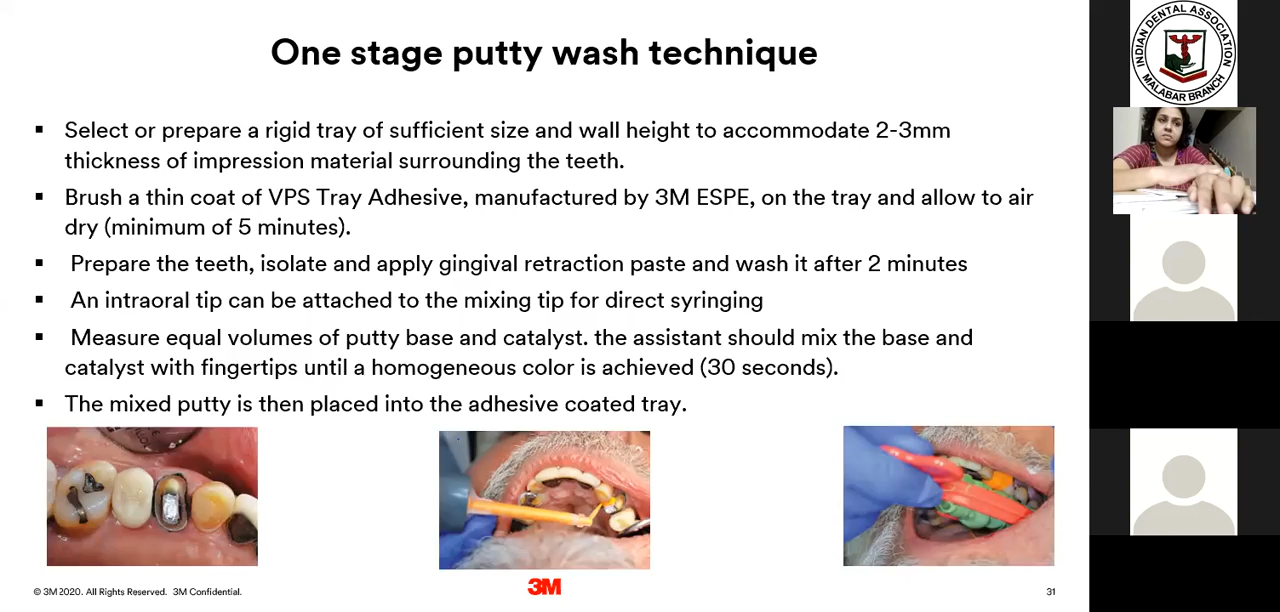 One stage putty wash technique
▪ Select or prepare a rigid tray of sufficient size and wall height to accommodate 2-3mm
thickness of impression material surrounding the teeth.
▪ Brush a thin coat of VPS Tray Adhesive, manufactured by 3M ESPE, on the tray and allow to air
dry (minimum of 5 minutes).
▪ Prepare the teeth, isolate and apply gingival retraction paste and wash it after 2 minutes
▪ An intraoral tip can be attached to the mixing tip for direct syringing
▪ Measure equal volumes of putty base and catalyst. the assistant should mix the base and
catalyst with fingertips until a homogeneous color is achieved (30 seconds).
▪ The mixed putty is then placed into the adhesive coated tray.
© 3M 2020. All Rights Reserved. 3M Confidential.
3M
31
INDIAN DENTAL ASSOCIATION
MALABAR BRANCH